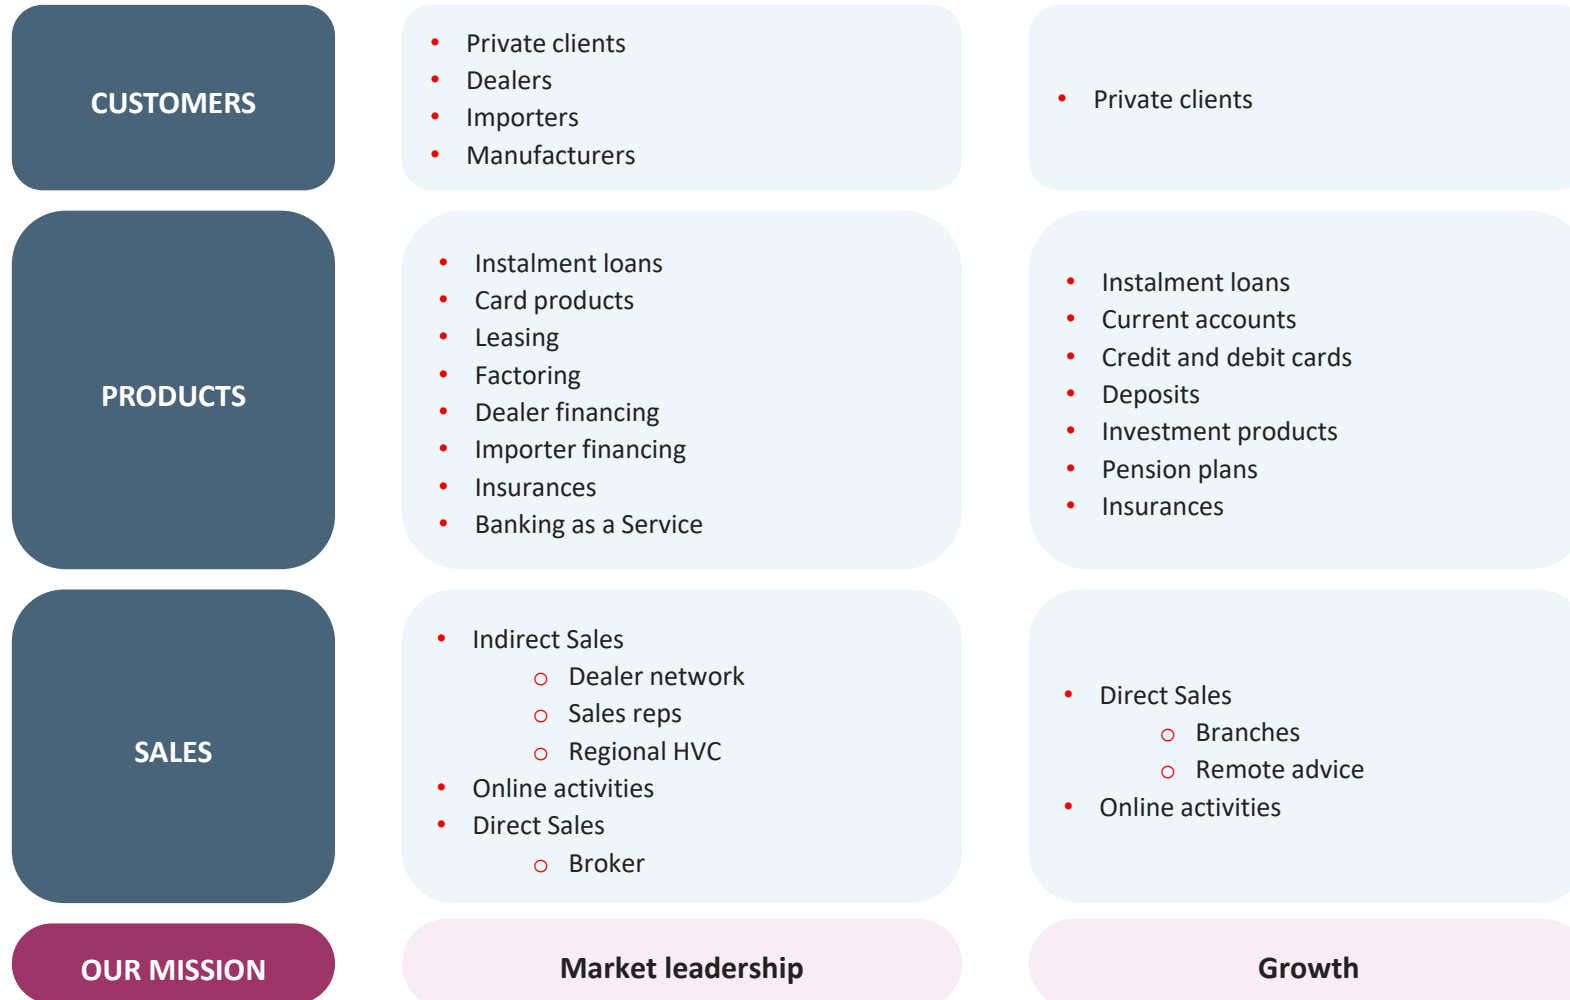 CUSTOMERS
• Private clients
• Dealers
• Importers
• Manufacturers
• Private clients
PRODUCTS
• Instalment loans
• Card products
• Leasing
• Factoring
• Dealer financing
• Importer financing
• Insurances
• Banking as a Service
• Instalment loans
• Current accounts
• Credit and debit cards
• Deposits
• Investment products
• Pension plans
• Insurances
SALES
• Indirect Sales
o Dealer network
o Sales reps
o Regional HVC
• Online activities
• Direct Sales
o Broker
• Direct Sales
o Branches
o Remote advice
• Online activities
OUR MISSION
Market leadership
Growth